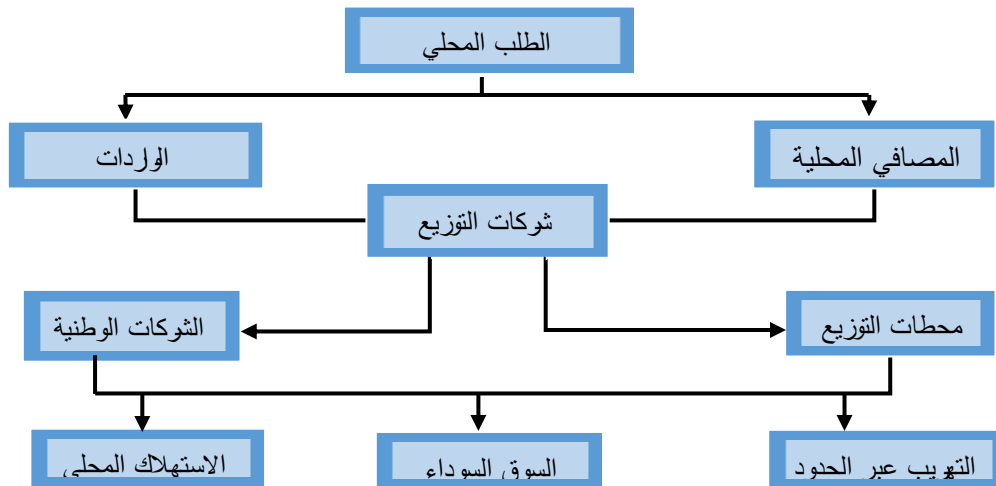 الطلب المحلي
المصافي المحلية
الواردات
شركات التوزيع
محطات التوزيع
الشركات الوطنية
التهريب عبر الحدود
السوق السوداء
الاستهلاك المحلي